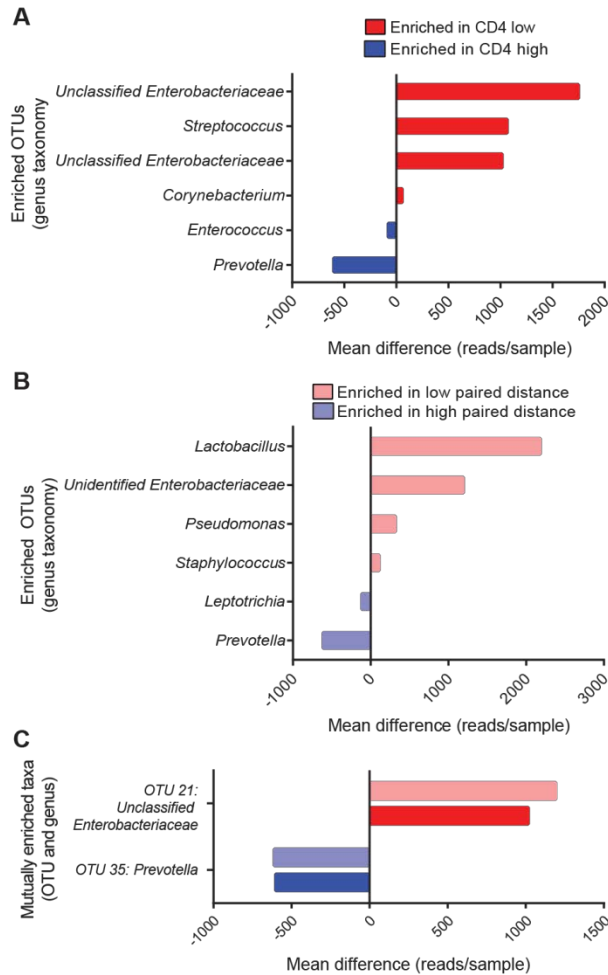 A
Enriched in CD4 low
Enriched in CD4 high
Enriched OTUs
(genus taxonomy)
Unclassified Enterobacteriaceae
Streptococcus
Unclassified Enterobacteriaceae
Corynebacterium
Enterococcus
Prevotella
-1000
-500
0
500
1000
1500
2000
Mean difference (reads/sample)
B
Enriched in low paired distance
Enriched in high paired distance
Enriched OTUs
(genus taxonomy)
Lactobacillus
Unidentified Enterobacteriaceae
Pseudomonas
Staphylococcus
Leptotrichia
Prevotella
-1000
0
1000
2000
3000
Mean difference (reads/sample)
C
Mutually enriched taxa
(OTU and genus)
OTU 21:
Unclassified
Enterobacteriaceae
OTU 35: Prevotella
-1000
-500
0
500
1000
1500
Mean difference (reads/sample)